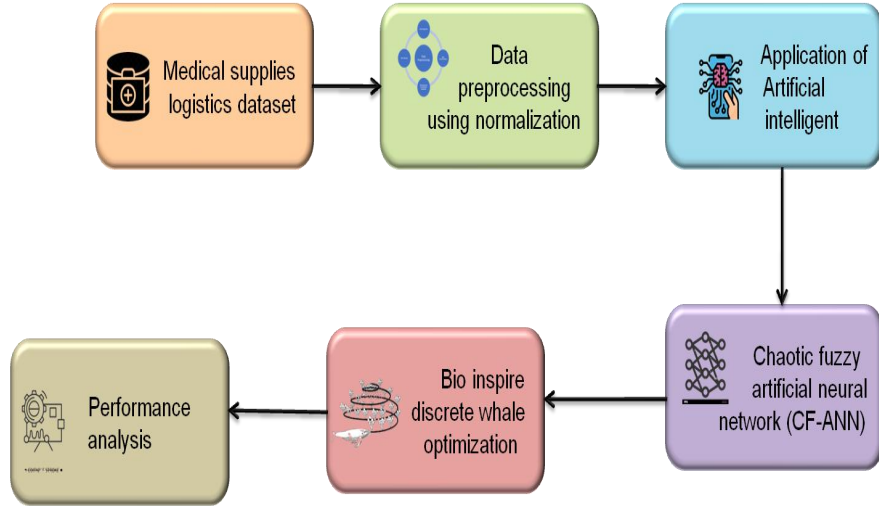 Medical supplies
logistics dataset
Data
preprocessing
using normalization
Application of
Artificial
intelligent
Chaotic fuzzy
artificial neural
network (CF-ANN)
Bio inspire
discrete whale
optimization
Performance
analysis